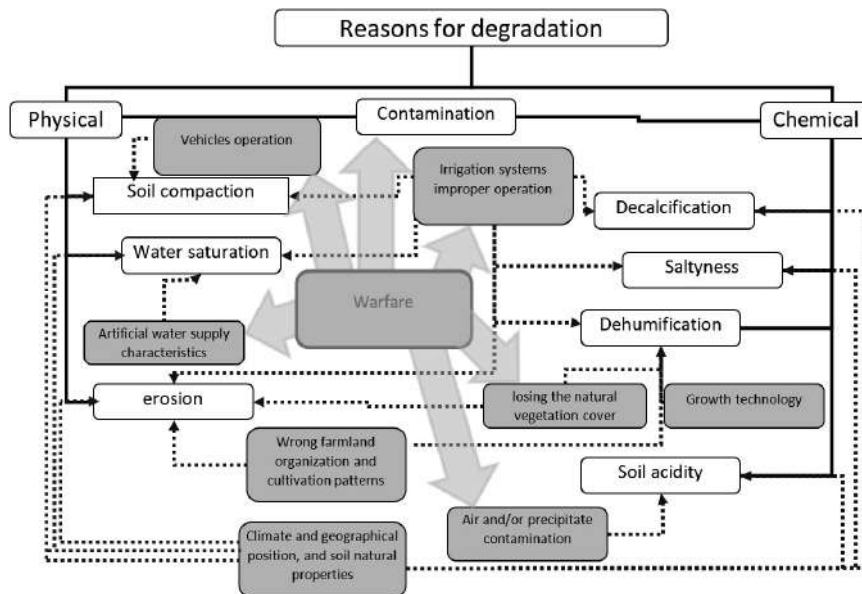 Reasons for degradation
Physical
Contamination
Chemical
Vehicles operation
Irrigation systems
improper operation
Soil compaction
Decalcification
Water saturation
Saltyness
Warfare
Artificial water supply
characteristics
Dehumification
erosion
losing the natural
vegetation cover
Growth technology
Wrong farmland
organization and
cultivation patterns
Soil acidity
Air and/or precipitate
contamination
Climate and geographical
position, and soil natural
properties